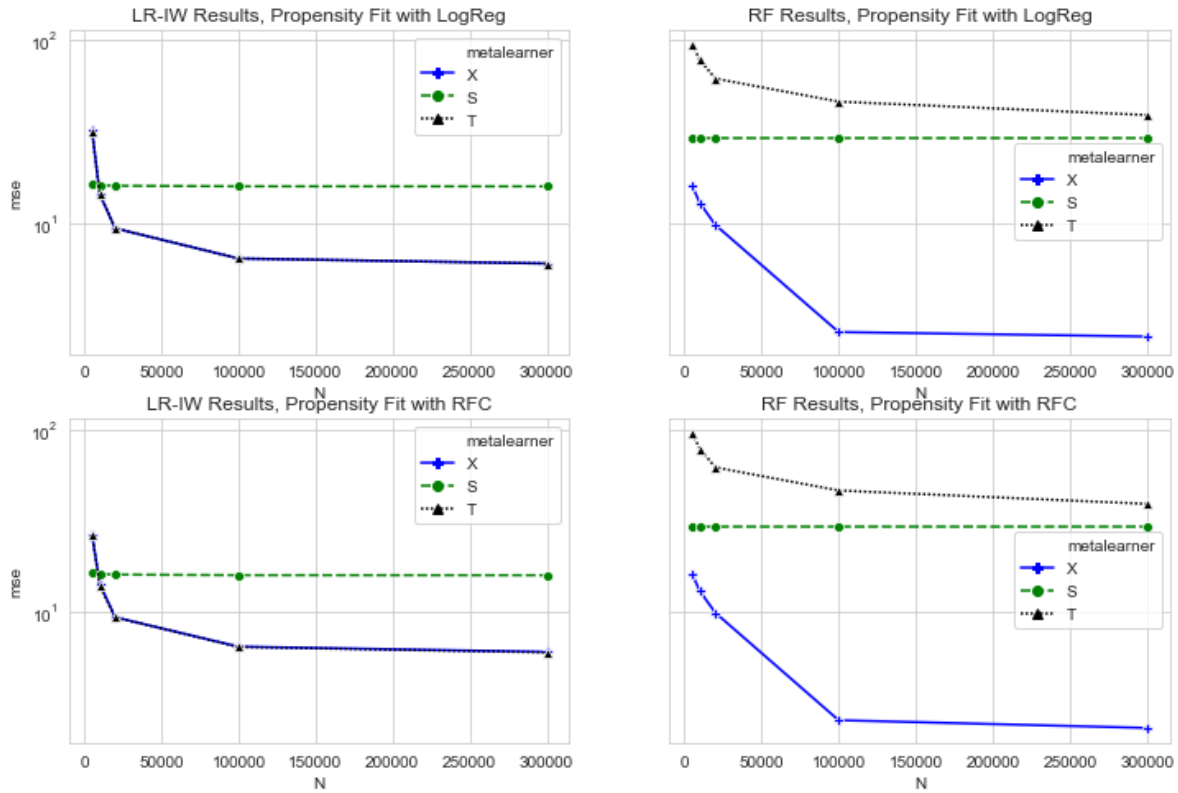 LR-IW Results, Propensity Fit with LogReg
10²
10¹
mse
metalearner
X
S
T
0 50000 100000 150000 200000 250000 300000
N
RF Results, Propensity Fit with LogReg
metalearner
X
S
T
0 50000 100000 150000 200000 250000 300000
N
LR-IW Results, Propensity Fit with RFC
10²
10¹
mse
metalearner
X
S
T
0 50000 100000 150000 200000 250000 300000
N
RF Results, Propensity Fit with RFC
metalearner
X
S
T
0 50000 100000 150000 200000 250000 300000
N